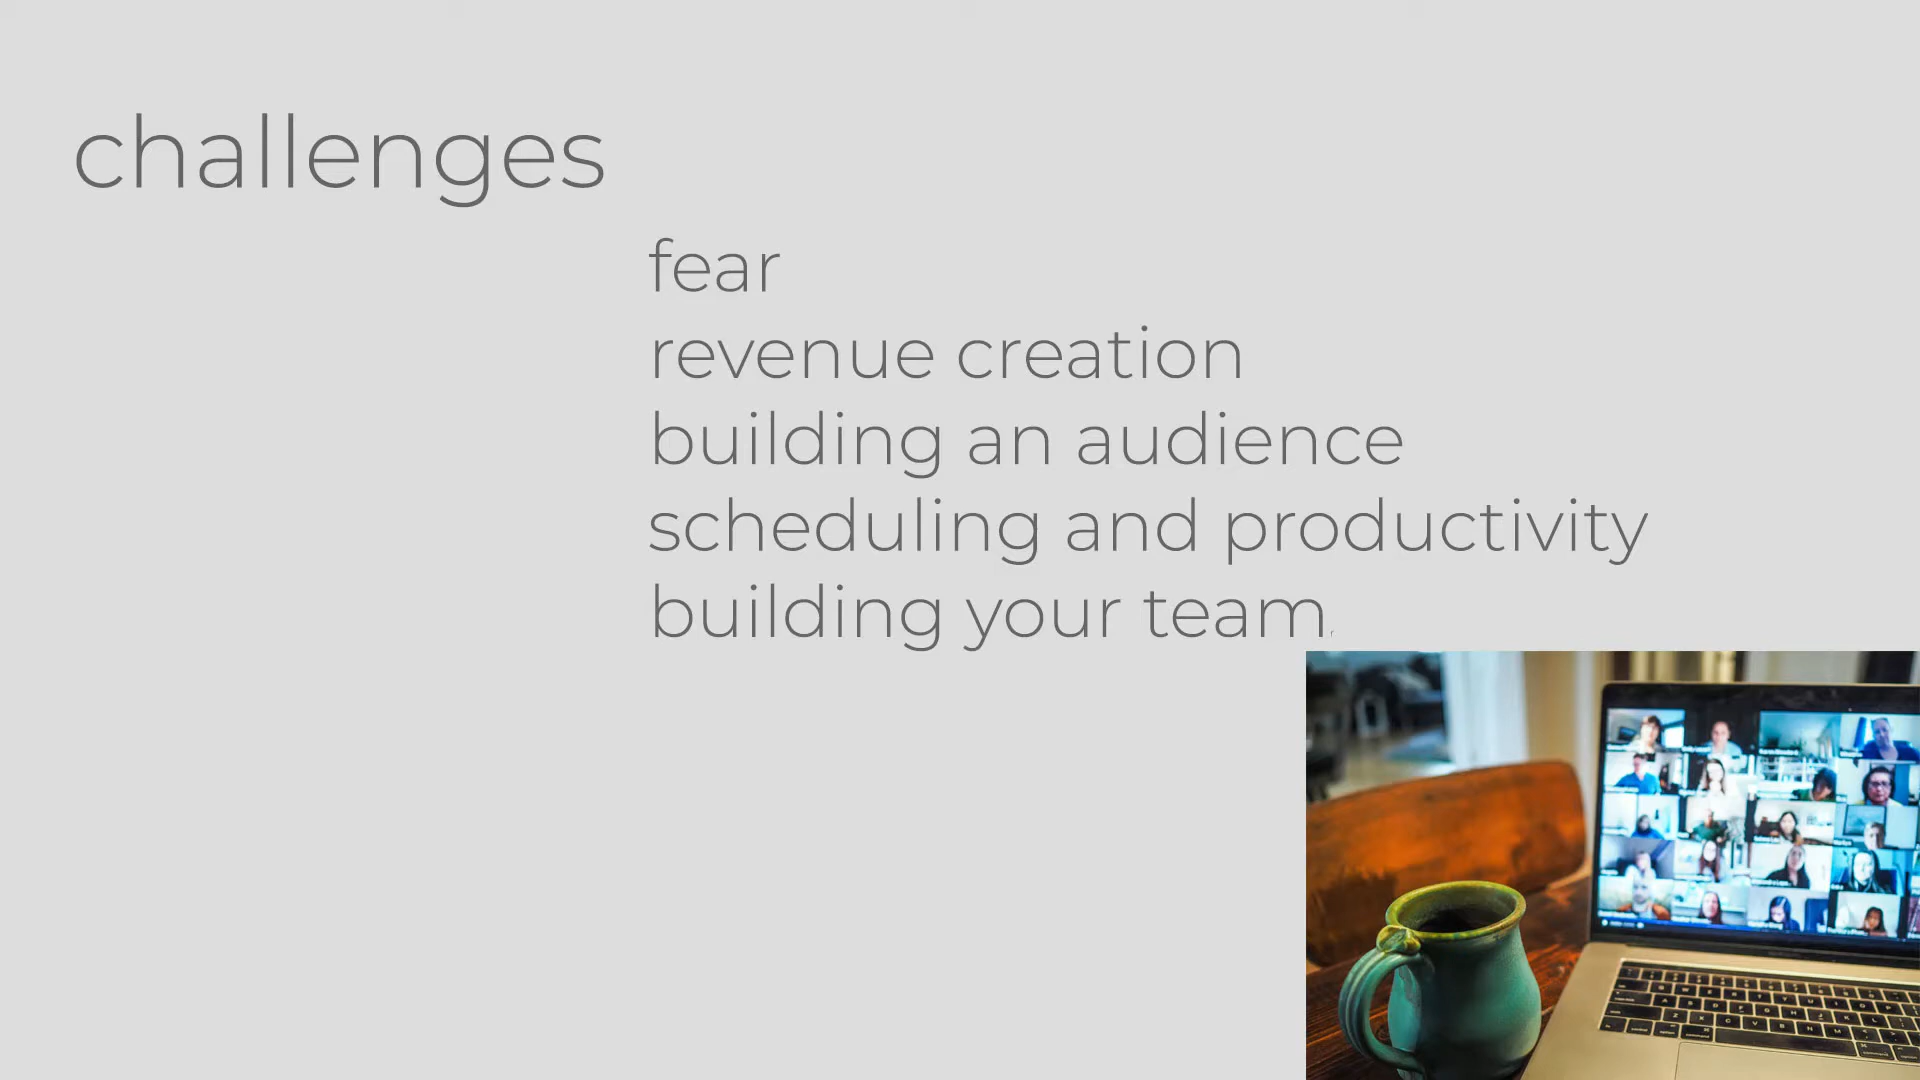 challenges
fear
revenue creation
building an audience
scheduling and productivity
building your team